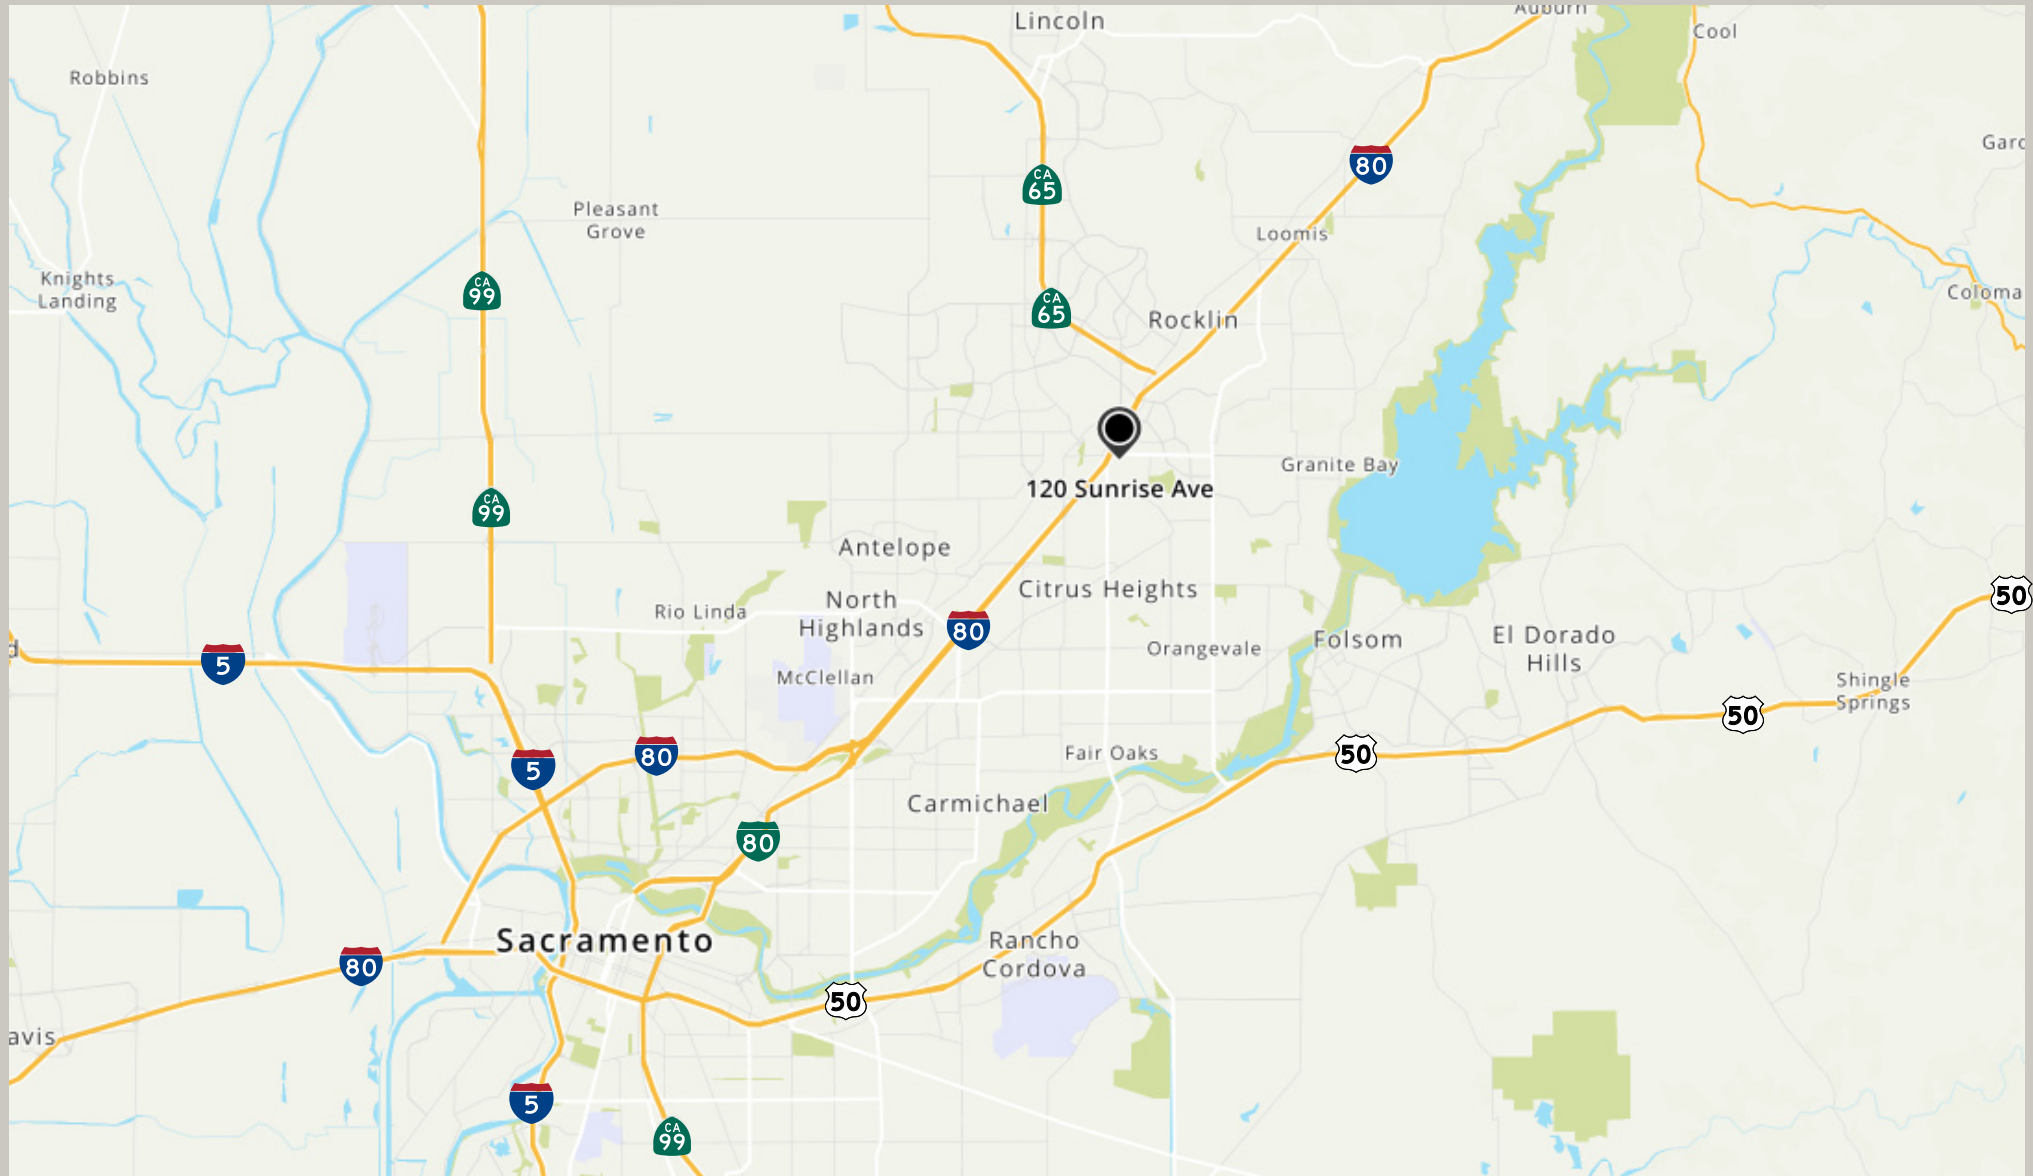 Lincoln
Auburn
Cool
Robbins
Garc
80
CA
65
Pleasant
Grove
Loomis
Knights
Landing
CA
99
CA
65
Rocklin
Coloma
Granite Bay
120 Sunrise Ave
CA
99
Antelope
Citrus Heights
50
North
Highlands
Rio Linda
80
Orangevale
Folsom
El Dorado
Hills
d
5
McClellan
Shingle
Springs
50
80
5
Fair Oaks
50
Carmichael
80
Sacramento
Rancho
Cordova
80
50
avis
5
CA
99